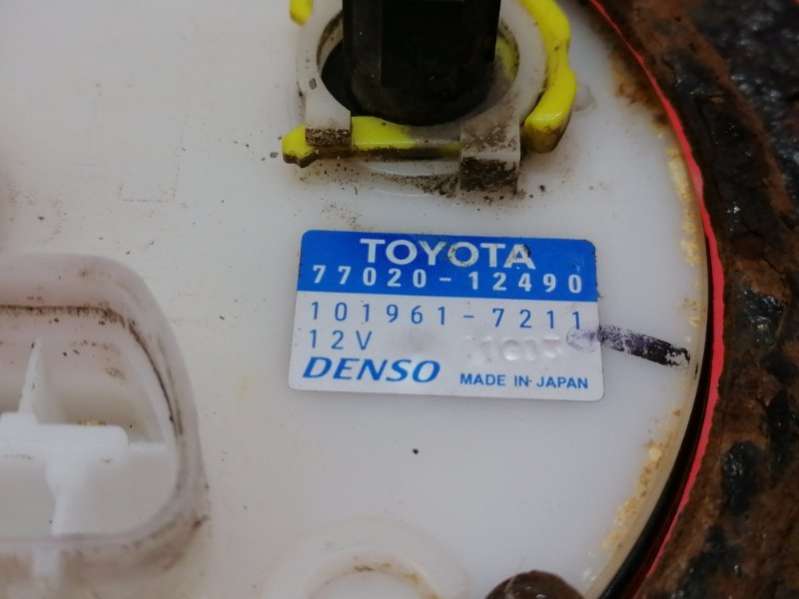 TOYOTA
77020-12490
101961-7211
12V
DENSO MADE IN JAPAN